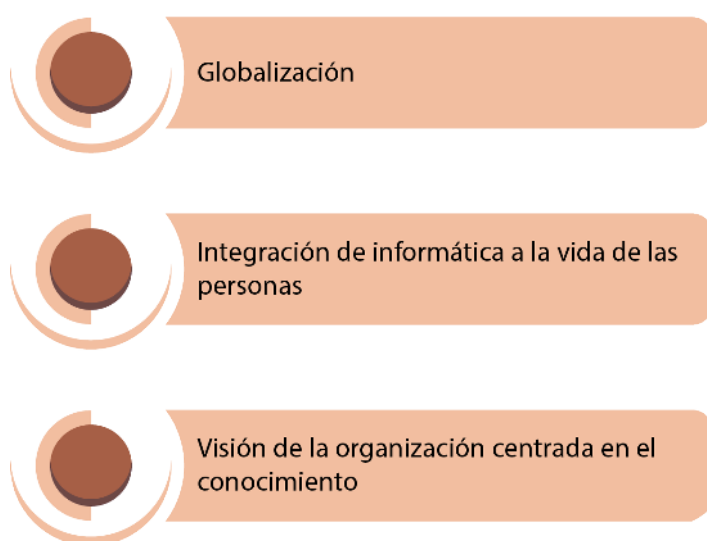 Globalización
Integración de informática a la vida de las
personas
Visión de la organización centrada en el
conocimiento